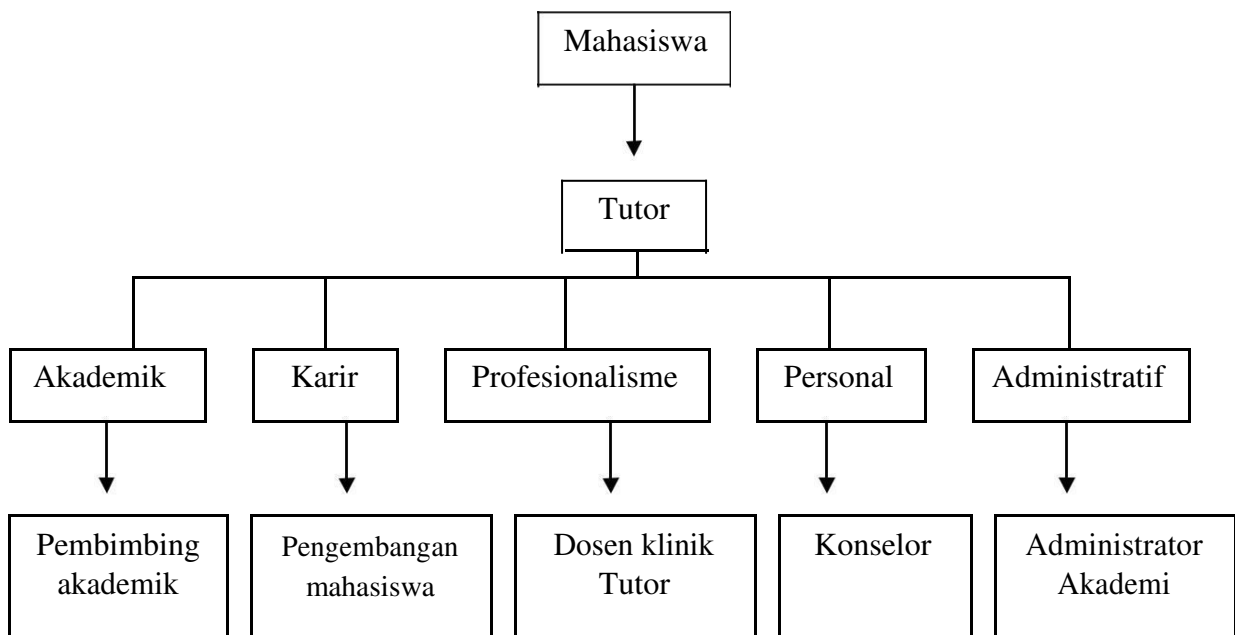 Mahasiswa
Tutor
Akademik
Karir
Profesionalisme
Personal
Administratif
Pembimbing
akademik
Pengembangan
mahasiswa
Dosen klinik
Tutor
Konselor
Administrator
Akademi